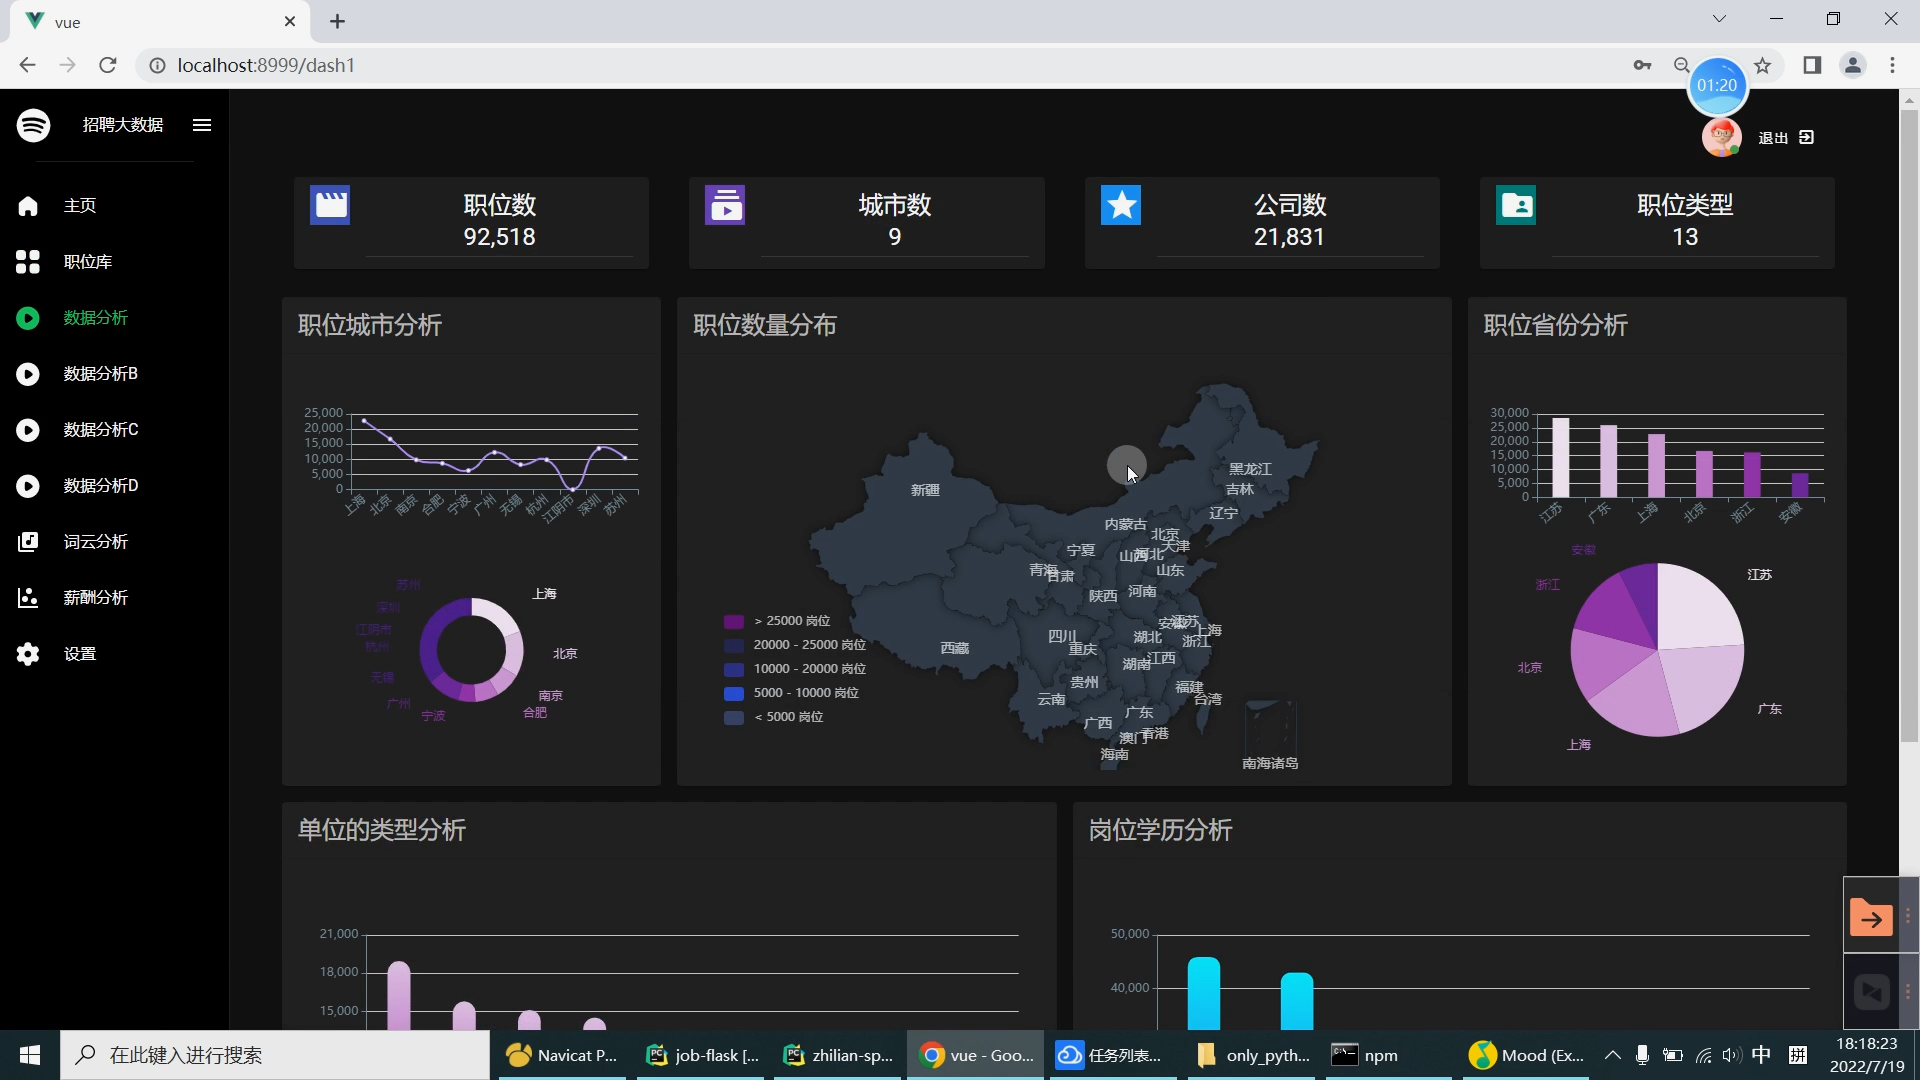 vue
localhost:8999/dash1
01:20
招聘大数据
退出
主页
职位库
数据分析
数据分析B
数据分析C
数据分析D
词云分析
薪酬分析
设置
职位数
92,518
城市数
9
公司数
21,831
职位类型
13
职位城市分析
25,000
20,000
15,000
10,000
5,000
0
上海
北京
南京
合肥
宁波
广州
无锡
杭州
江阴市
深圳
苏州
苏州
深圳
江阴市
杭州
无锡
广州
宁波
上海
北京
南京
合肥
职位数量分布
黑龙江
吉林
辽宁
新疆
内蒙古
北京
天津
宁夏
山西
河北
青海
甘肃
山东
陕西
河南
安徽
江苏
上海
四川
湖北
浙江
西藏
重庆
湖南
江西
贵州
福建
云南
台湾
广西
广东
澳门
香港
海南
南海诸岛
> 25000 岗位
20000 - 25000 岗位
10000 - 20000 岗位
5000 - 10000 岗位
< 5000 岗位
职位省份分析
30,000
25,000
20,000
15,000
10,000
5,000
0
江苏
广东
上海
北京
浙江
安徽
安徽
浙江
北京
上海
江苏
广东
单位的类型分析
21,000
18,000
15,000
岗位学历分析
50,000
40,000
在此键入进行搜索
Navicat P...
job-flask [...
zhilian-sp...
vue - Goo...
任务列表...
only_pyth...
npm
Mood (Ex...
中
拼
18:18:23
2022/7/19